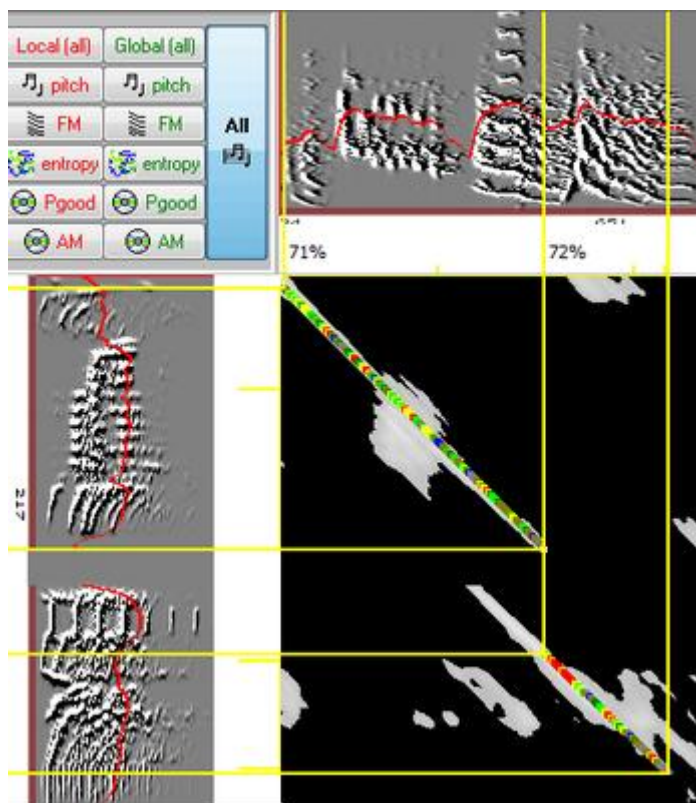 Local (all) Global (all)
pitch pitch
FM FM
All
entropy entropy
Pgood Pgood
AM AM
71% 72%
217